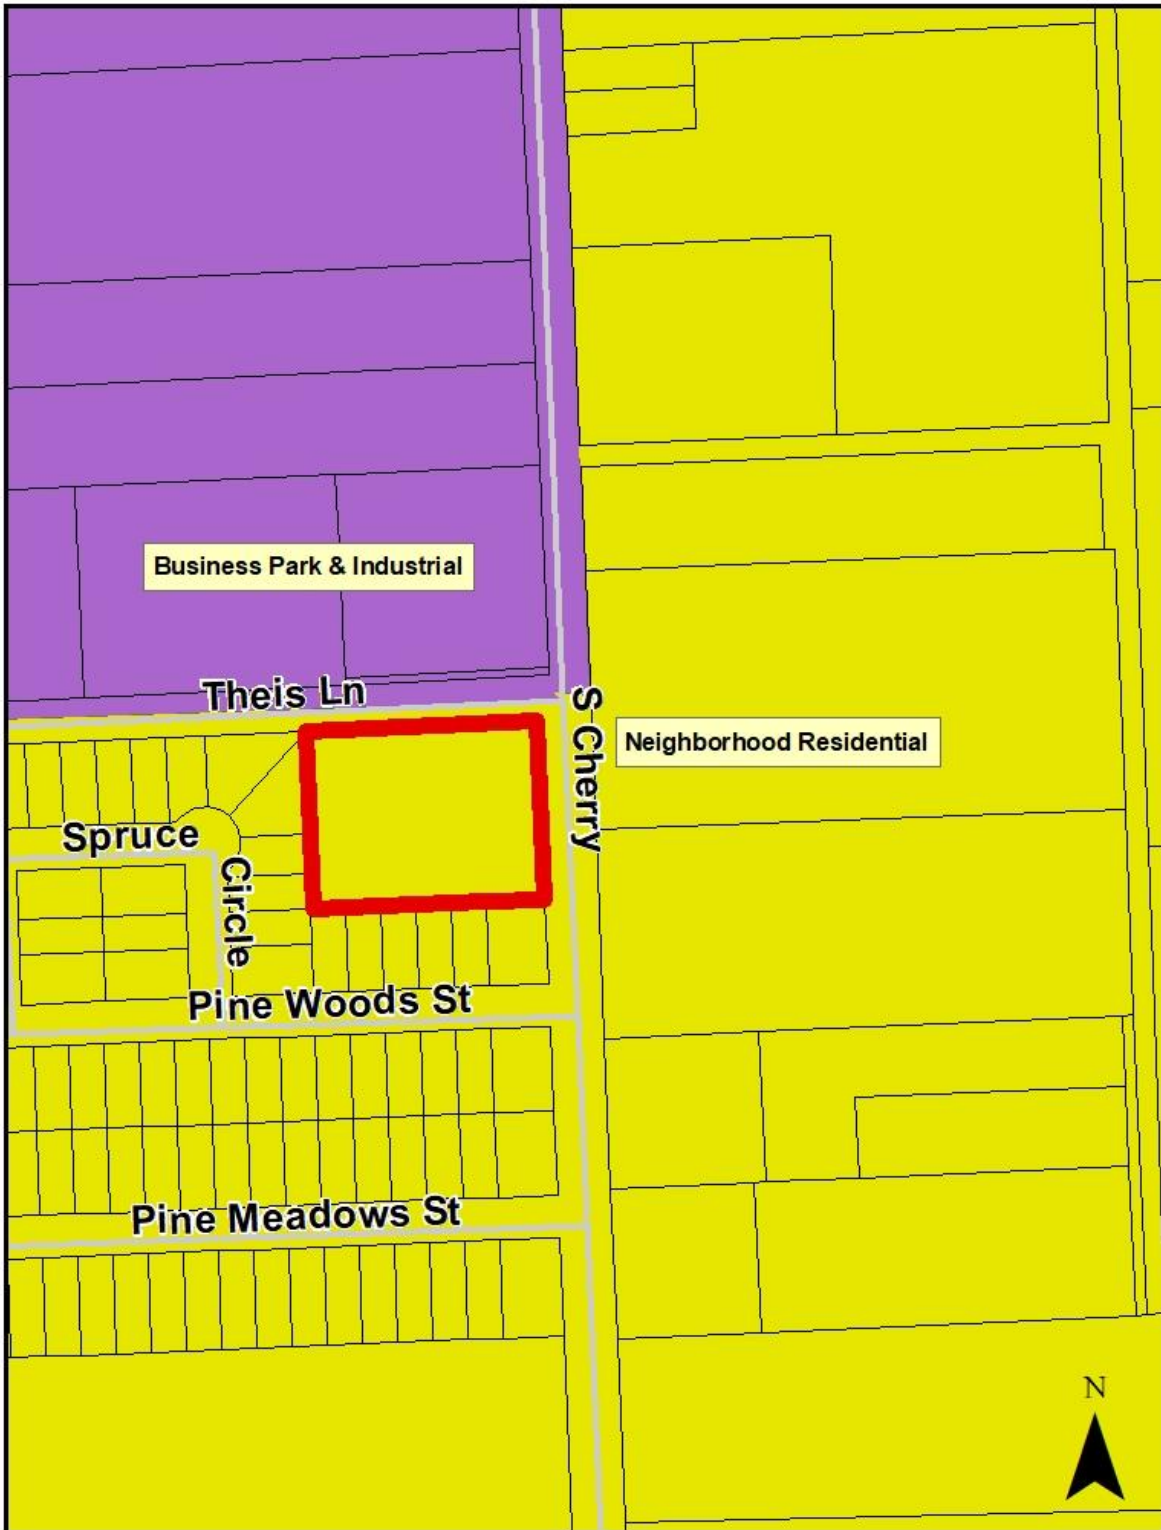 Business Park & Industrial
Theis Ln
S Cherry
Neighborhood Residential
Spruce
Circle
Pine Woods St
Pine Meadows St
N